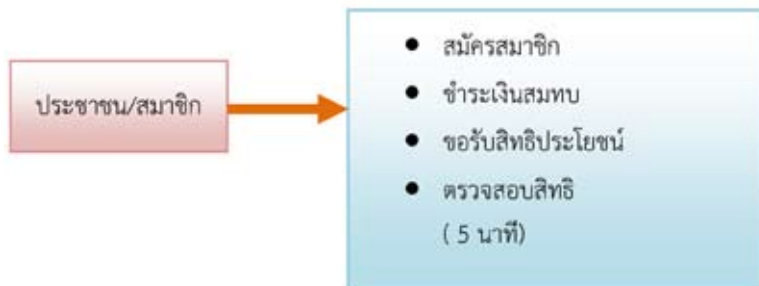 ประชาชน/สมาชิก
● สมัครสมาชิก
● ชำระเงินสมทบ
● ขอรับสิทธิประโยชน์
● ตรวจสอบสิทธิ
( 5 นาที)